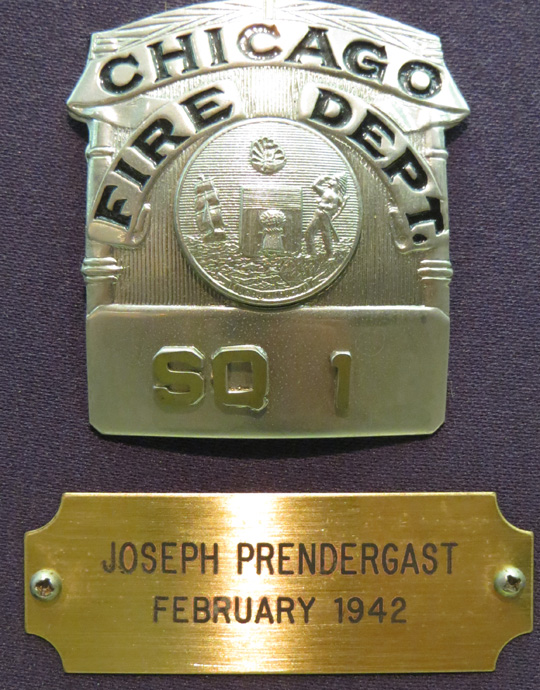 CHICAGO
FIRE DEPT.
SQ 1
JOSEPH PRENDERGAST
FEBRUARY 1942